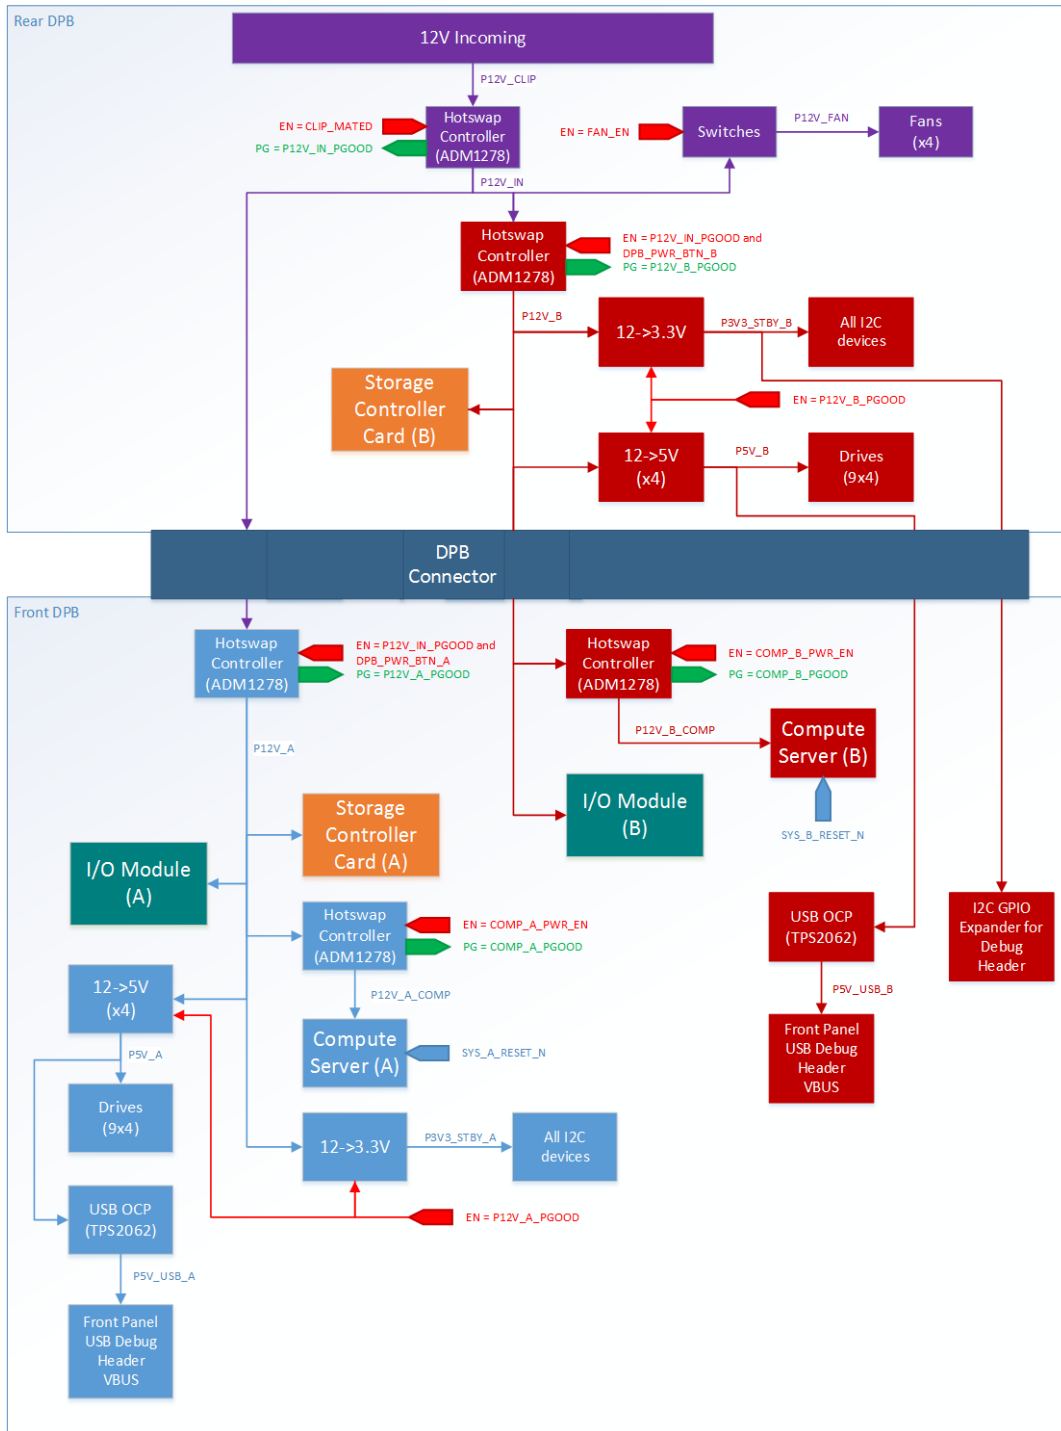 Rear DPB
12V Incoming
P12V_CLIP
EN = CLIP_MATED
PG = P12V_IN_PGOOD
Hotswap
Controller
(ADM1278)
EN = FAN_EN
Switches
P12V_FAN
Fans
(x4)
P12V_IN
Hotswap
Controller
(ADM1278)
EN = P12V_IN_PGOOD and
DPB_PWR_BTN_B
PG = P12V_B_PGOOD
P12V_B
12->3.3V
P3V3_STBY_B
All I2C
devices
Storage
Controller
Card (B)
EN = P12V_B_PGOOD
12->5V
(x4)
P5V_B
Drives
(9x4)
DPB
Connector
Front DPB
Hotswap
Controller
(ADM1278)
EN = P12V_IN_PGOOD and
DPB_PWR_BTN_A
PG = P12V_A_PGOOD
Hotswap
Controller
(ADM1278)
EN = COMP_B_PWR_EN
PG = COMP_B_PGOOD
P12V_A
P12V_B_COMP
Compute
Server (B)
SYS_B_RESET_N
I/O Module
(B)
Storage
Controller
Card (A)
I/O Module
(A)
Hotswap
Controller
(ADM1278)
EN = COMP_A_PWR_EN
PG = COMP_A_PGOOD
USB OCP
(TPS2062)
I2C GPIO
Expander for
Debug
Header
12->5V
(x4)
P12V_A_COMP
P5V_USB_B
Compute
Server (A)
SYS_A_RESET_N
Front Panel
USB Debug
Header
VBUS
P5V_A
Drives
(9x4)
12->3.3V
P3V3_STBY_A
All I2C
devices
USB OCP
(TPS2062)
EN = P12V_A_PGOOD
P5V_USB_A
Front Panel
USB Debug
Header
VBUS